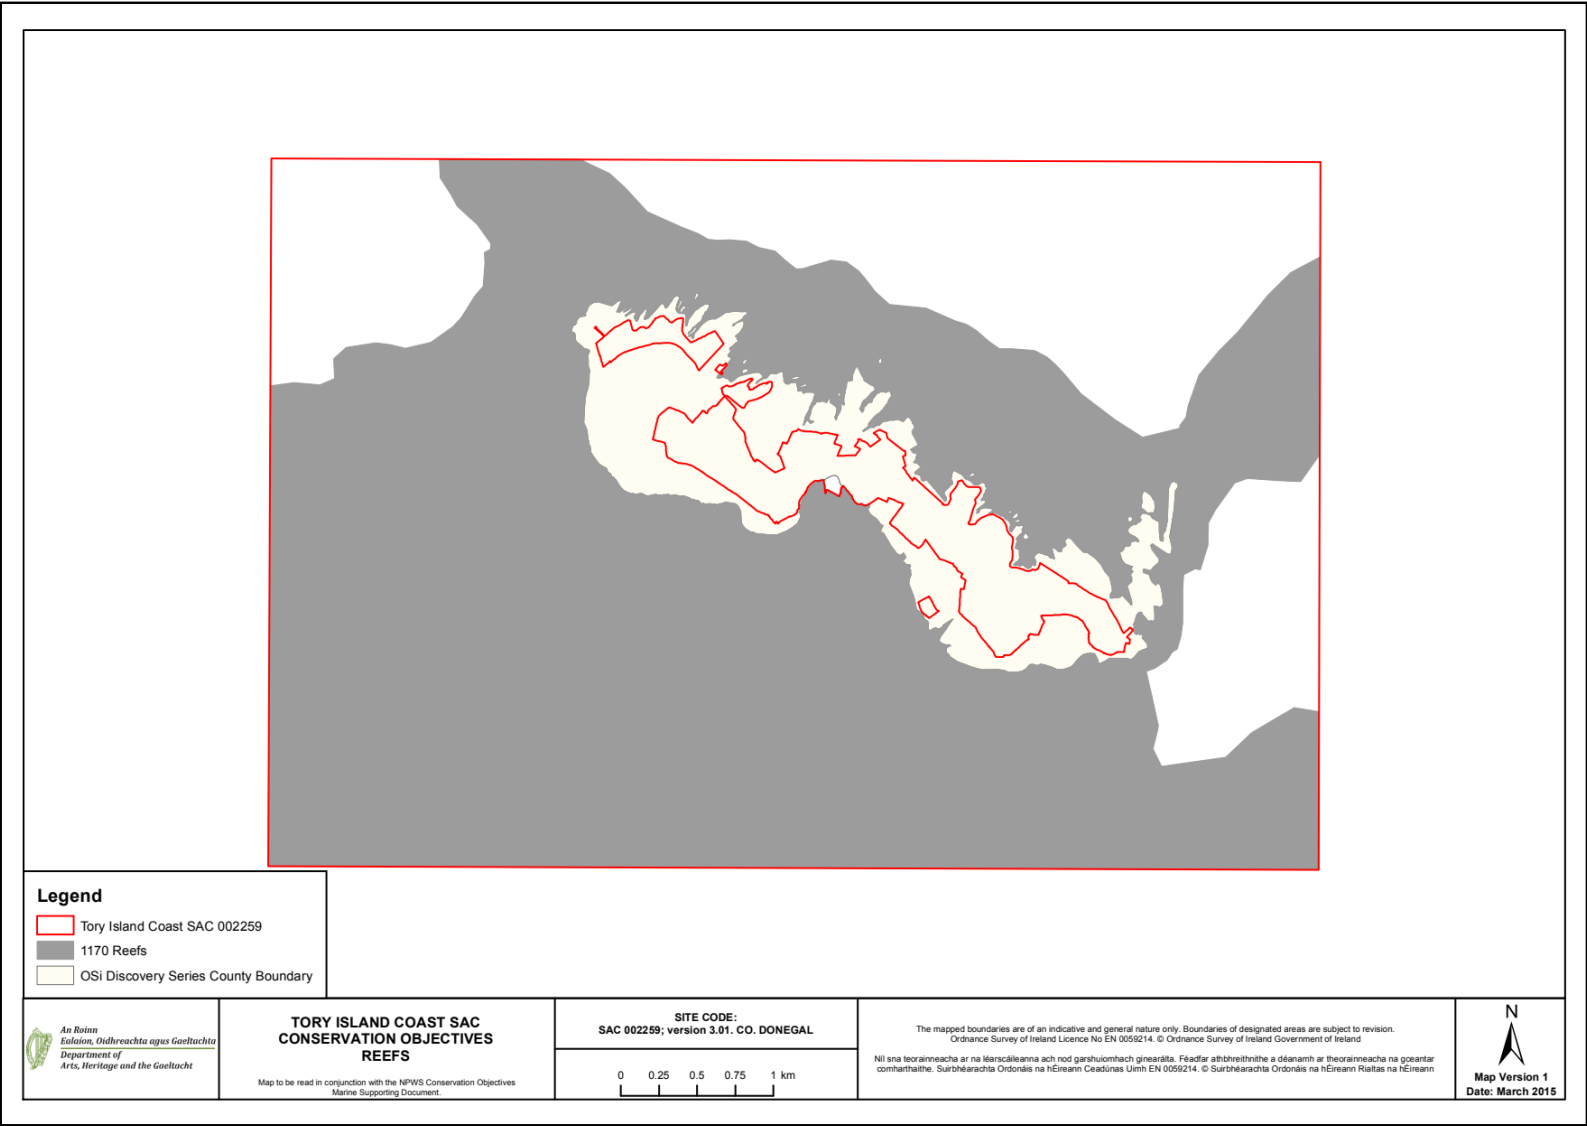 Legend
Tory Island Coast SAC 002259
1170 Reefs
OSi Discovery Series County Boundary
An Roinn
Ealaíon, Oidhreachta agus Gaeltachta
Department of
Arts, Heritage and the Gaeltacht
TORY ISLAND COAST SAC
CONSERVATION OBJECTIVES
REEFS
Map to be read in conjunction with the NPWS Conservation Objectives
Marine Supporting Document.
SITE CODE:
SAC 002259; version 3.01. CO. DONEGAL
0 0.25 0.5 0.75 1 km
The mapped boundaries are of an indicative and general nature only. Boundaries of designated areas are subject to revision.
Ordnance Survey of Ireland Licence No EN 0059214. © Ordnance Survey of Ireland Government of Ireland
Níl sna teorainneacha ar na léarscáileanna ach nod garshuiomhach ginearálta. Féadfar athbhreithnithe a déanamh ar theorainneacha na gceantar
comharthaithe. Suirbhéarachta Ordonáis na hÉireann Ceadúnas Uimh EN 0059214. © Suirbhéarachta Ordonáis na hÉireann Rialtas na hÉireann
N
Map Version 1
Date: March 2015